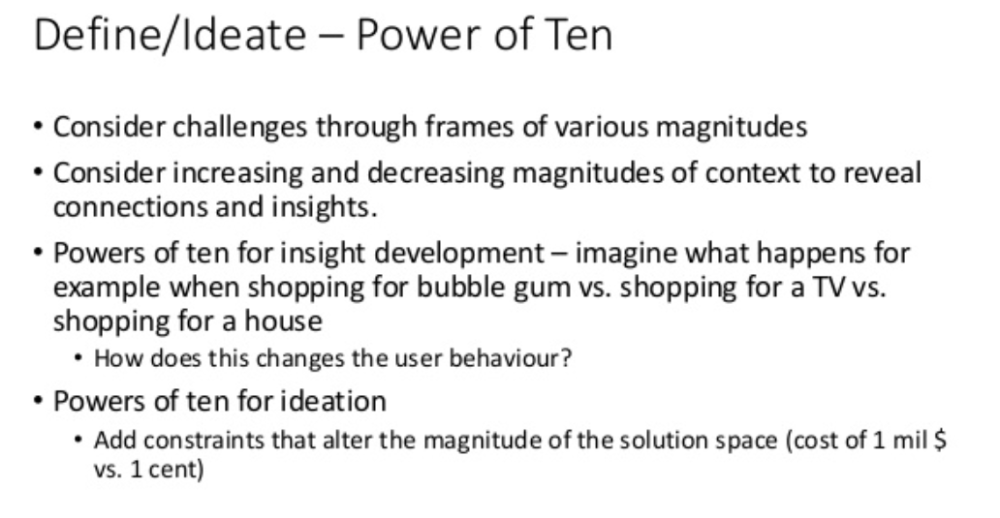 Define/Ideate – Power of Ten
• Consider challenges through frames of various magnitudes
• Consider increasing and decreasing magnitudes of context to reveal
connections and insights.
• Powers of ten for insight development – imagine what happens for
example when shopping for bubble gum vs. shopping for a TV vs.
shopping for a house
• How does this changes the user behaviour?
• Powers of ten for ideation
• Add constraints that alter the magnitude of the solution space (cost of 1 mil $
vs. 1 cent)